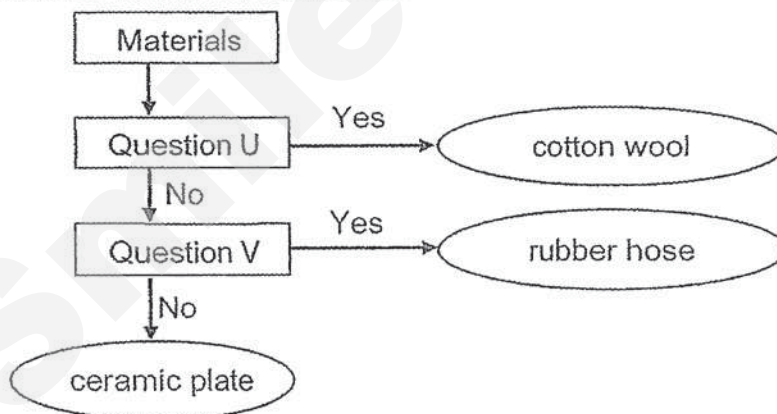 Materials
Question U
Yes
cotton wool
No
Question V
Yes
rubber hose
No
ceramic plate